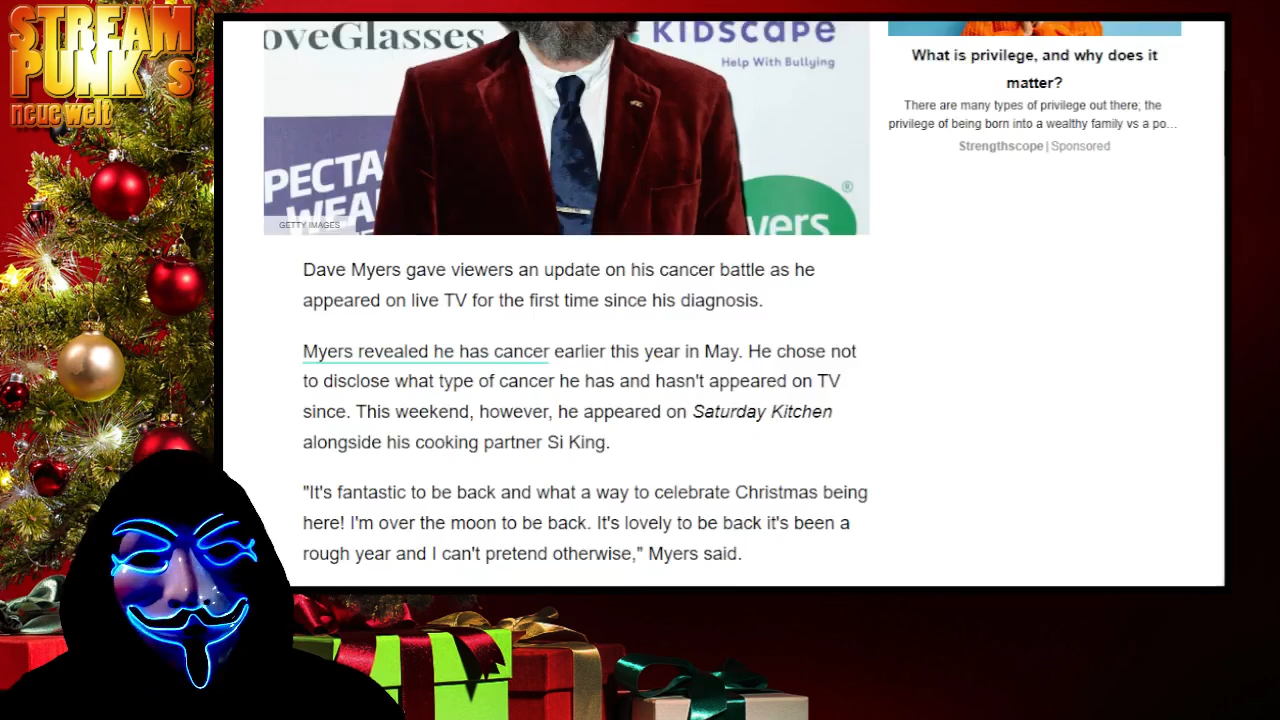 STREAM
PUNK's
neue welt
oveGlasses
KIDSCAPE
Help With Bullying
PECTA
WEA
vers
®
GETTY IMAGES
What is privilege, and why does it
matter?
There are many types of privilege out there; the
privilege of being born into a wealthy family vs a po...
Strengthscope | Sponsored
Dave Myers gave viewers an update on his cancer battle as he
appeared on live TV for the first time since his diagnosis.
Myers revealed he has cancer earlier this year in May. He chose not
to disclose what type of cancer he has and hasn't appeared on TV
since. This weekend, however, he appeared on Saturday Kitchen
alongside his cooking partner Si King.
"It's fantastic to be back and what a way to celebrate Christmas being
here! I'm over the moon to be back. It's lovely to be back it's been a
rough year and I can't pretend otherwise," Myers said.